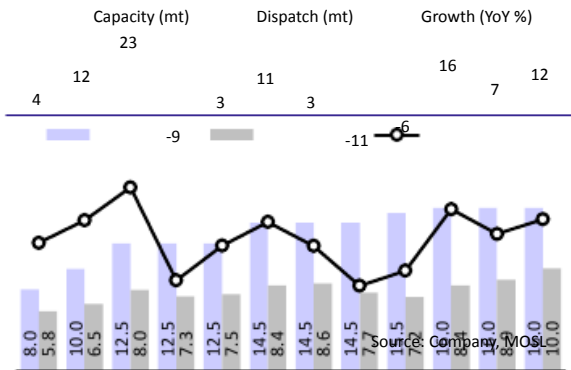 Capacity (mt) Dispatch (mt) Growth (YoY %)
4 12 23 -9 3 11 3 -11 6 16 7 12
8.0 5.8 10.0 6.5 12.5 8.0 12.5 7.3 12.5 7.5 14.5 8.4 14.5 8.6 14.5 7.7 10.0
Source: Company, MOSL